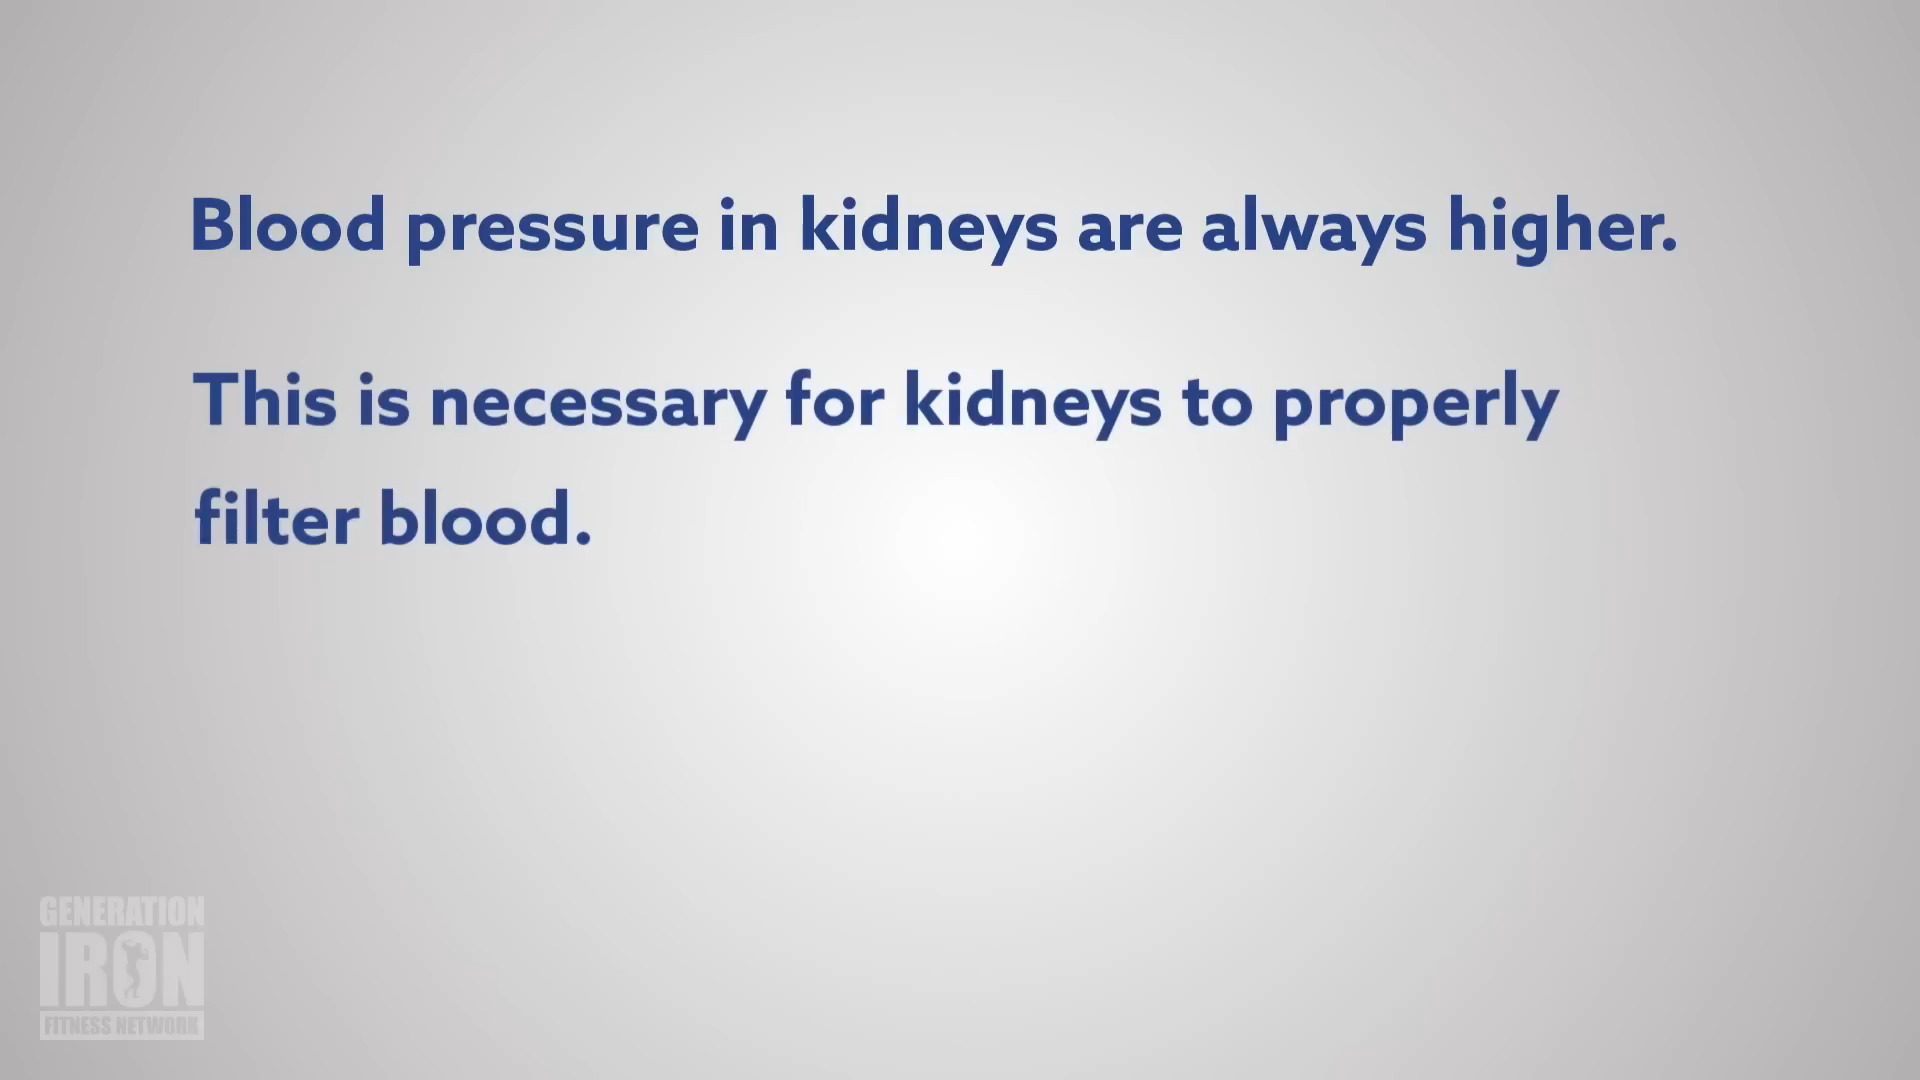 Blood pressure in kidneys are always higher.
This is necessary for kidneys to properly
filter blood.
GENERATION
IRON
FITNESS NETWORK